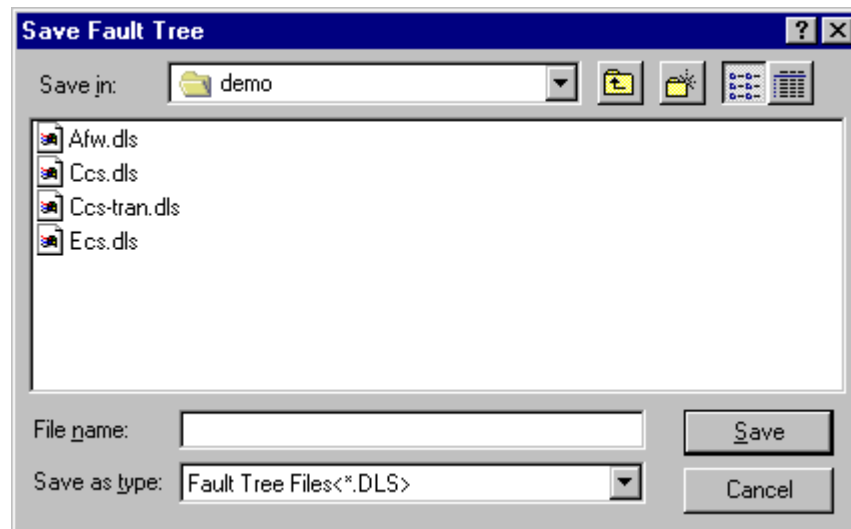 Save Fault Tree
Save in: demo
Afw.dls
Ccs.dls
Ccs-tran.dls
Ecs.dls
File name: Save
Save as type: Fault Tree Files<*.DLS> Cancel